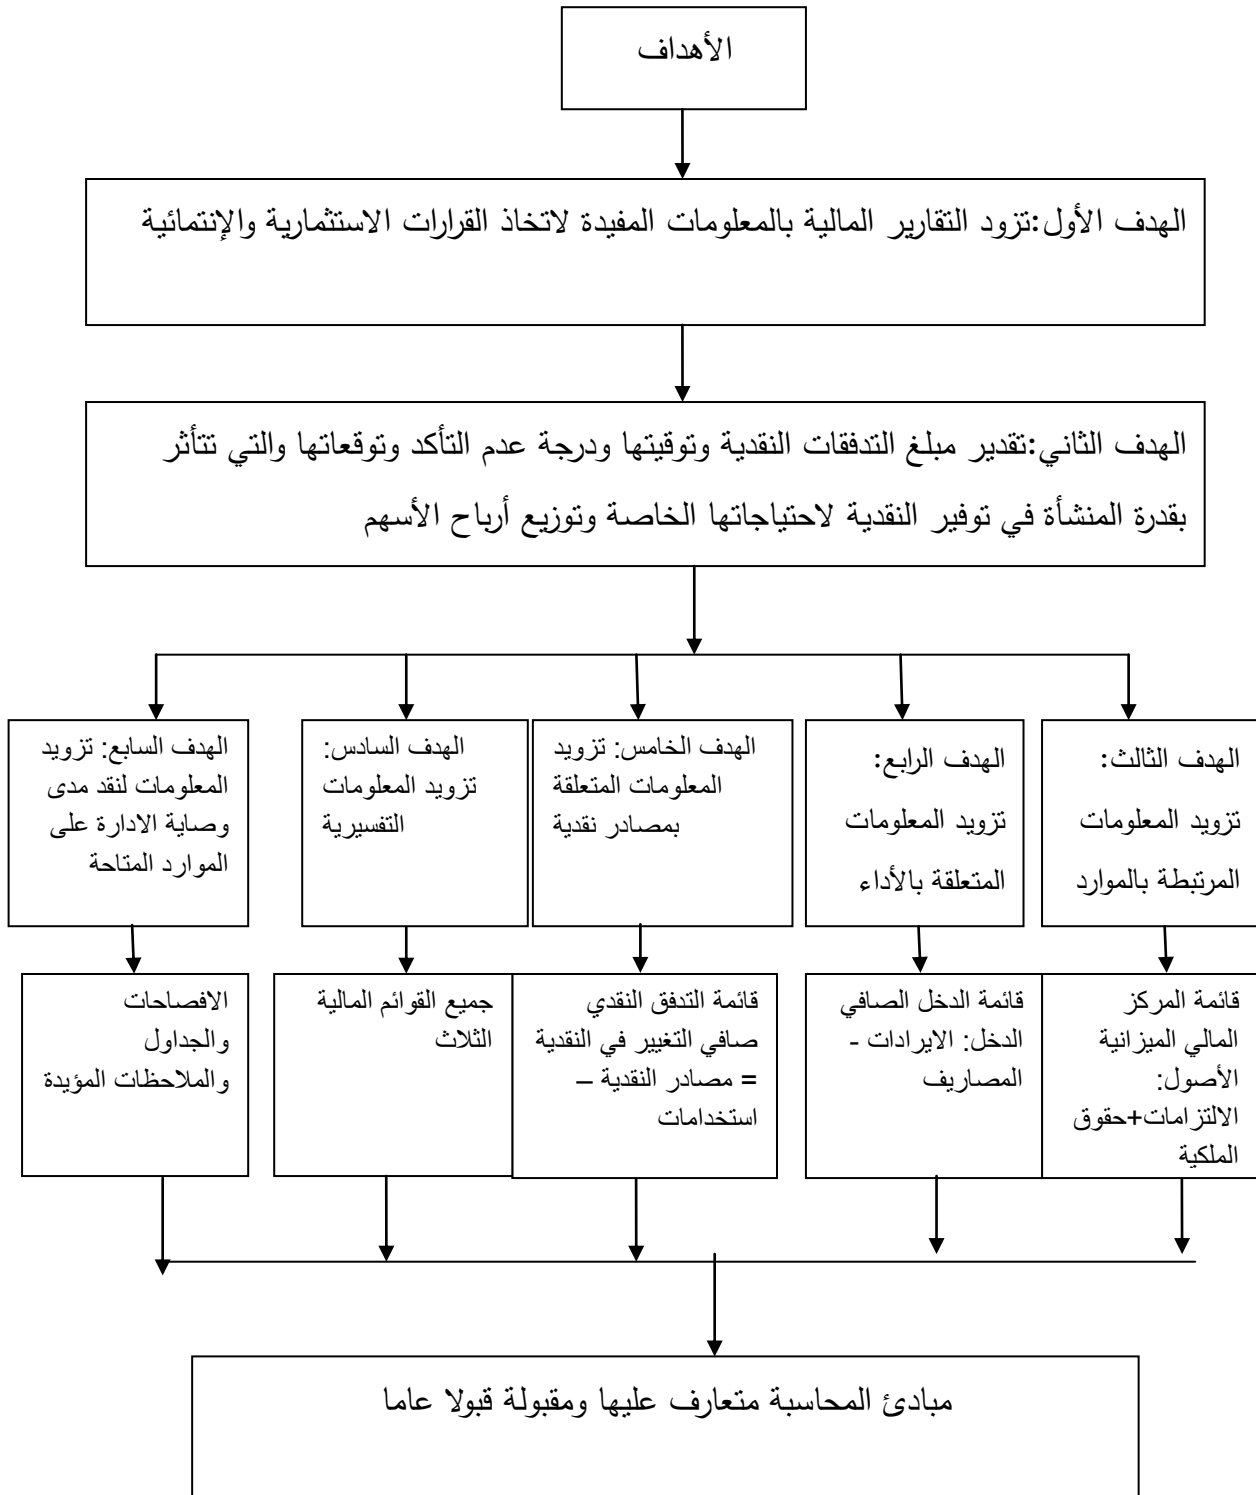 الأهداف
الهدف الأول:تزود التقارير المالية بالمعلومات المفيدة لاتخاذ القرارات الاستثمارية والإنتمائية
الهدف الثاني:تقدير مبلغ التدفقات النقدية وتوقيتها ودرجة عدم التأكد وتوقعاتها والتي تتأثر
بقدرة المنشأة في توفير النقدية لاحتياجاتها الخاصة وتوزيع أرباح الأسهم
الهدف الثالث:
تزويد المعلومات
المرتبطة بالموارد
الهدف الرابع:
تزويد المعلومات
المتعلقة بالأداء
الهدف الخامس: تزويد
المعلومات المتعلقة
بمصادر نقدية
الهدف السادس:
تزويد المعلومات
التفسيرية
الهدف السابع: تزويد
المعلومات لنقد مدى
وصاية الادارة على
الموارد المتاحة
قائمة المركز
المالي الميزانية
الأصول:
الالتزامات+حقوق
الملكية
قائمة الدخل الصافي
الدخل: الايرادات -
المصاريف
قائمة التدفق النقدي
صافي التغيير في النقدية
= مصادر النقدية –
استخدامات
جميع القوائم المالية
الثلاث
الافصاحات
والجداول
والملاحظات المؤيدة
مبادئ المحاسبة متعارف عليها ومقبولة قبولا عاما